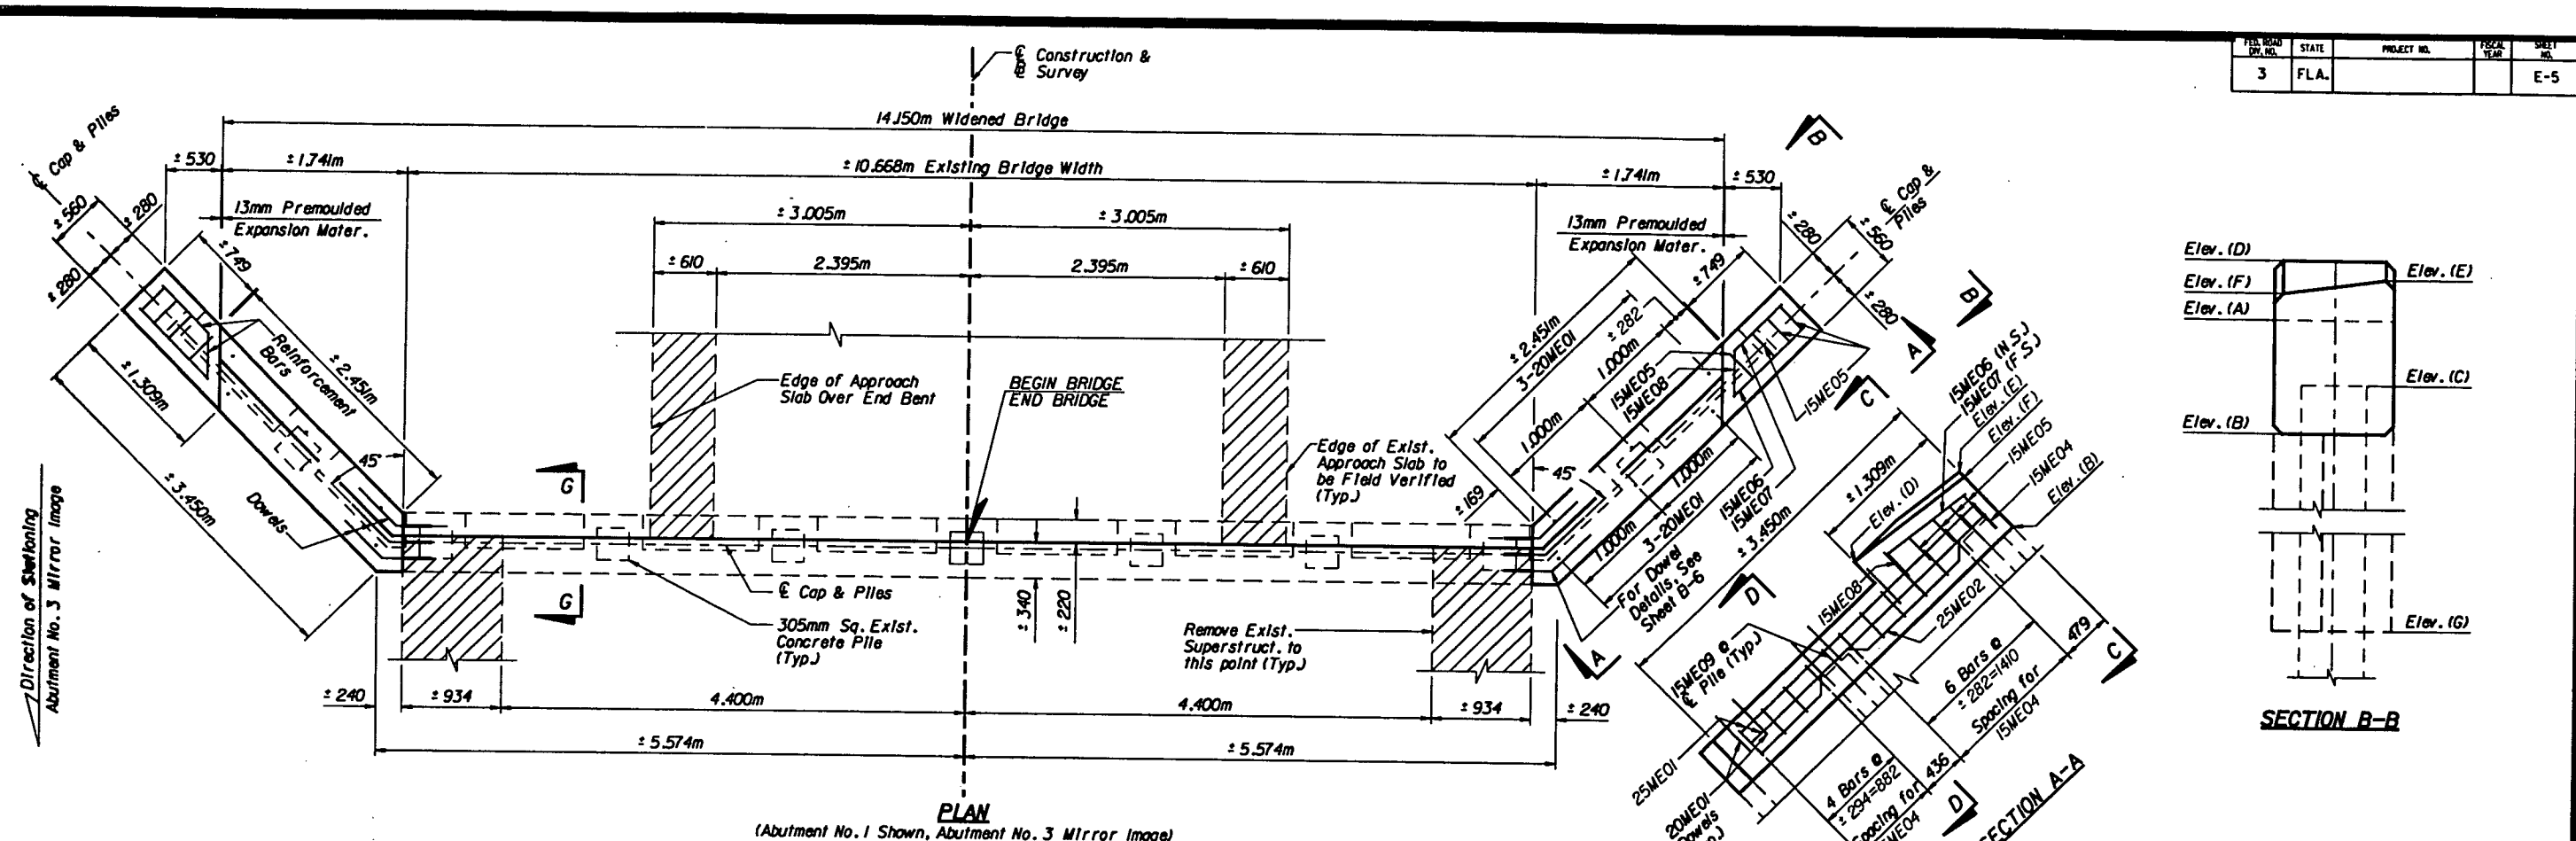 FED. ROAD DIV. NO.
STATE
PROJECT NO.
FISCAL YEAR
SHEET NO.
3
FLA.
E-5
℄ Construction &
℄ Survey
14.150m Widened Bridge
± 530
± 1.741m
± 10.668m Existing Bridge Width
± 1.741m
± 530
℄ Cap & Piles
± 560
± 280
± 280
± 749
13mm Premoulded
Expansion Mater.
± 3.005m
± 3.005m
± 610
2.395m
2.395m
± 610
13mm Premoulded
Expansion Mater.
℄ Cap &
Piles
± 280
± 560
± 280
± 749
B
B
A
Reinforcement
Bars
± 2.451m
± 1.309m
± 3.450m
45°
Dowels
Direction of Stationing
Abutment No. 3 Mirror Image
Edge of Approach
Slab Over End Bent
BEGIN BRIDGE
END BRIDGE
Edge of Exist.
Approach Slab to
be Field Verified
(Typ.)
± 2.451m
3-20ME01
± 282
1.000m
1.000m
15ME05
15ME08
15ME05
45°
± 169
1.000m
1.000m
15ME06
15ME07
3-20ME01
± 3.450m
For Dowel
Details, See
Sheet B-6
G
G
℄ Cap & Piles
305mm Sq. Exist.
Concrete Pile
(Typ.)
± 340
± 220
Remove Exist.
Superstruct. to
this point (Typ.)
A
± 240
± 934
4.400m
4.400m
± 934
± 240
± 5.574m
± 5.574m
PLAN
(Abutment No. 1 Shown, Abutment No. 3 Mirror Image)
C
15ME06 (N.S.)
15ME07 (F.S.)
Elev. (E)
Elev. (F)
15ME05
15ME04
Elev. (B)
± 1.309m
Elev. (D)
D
15ME08
25ME02
15ME09 @
℄ Pile (Typ.)
6 Bars @
± 282=1410
Spacing for
15ME04
479
C
25ME01
20ME01
4 Bars @
± 294=882
436
D
SECTION A-A
Elev. (D)
Elev. (F)
Elev. (A)
Elev. (B)
Elev. (E)
Elev. (C)
Elev. (G)
SECTION B-B